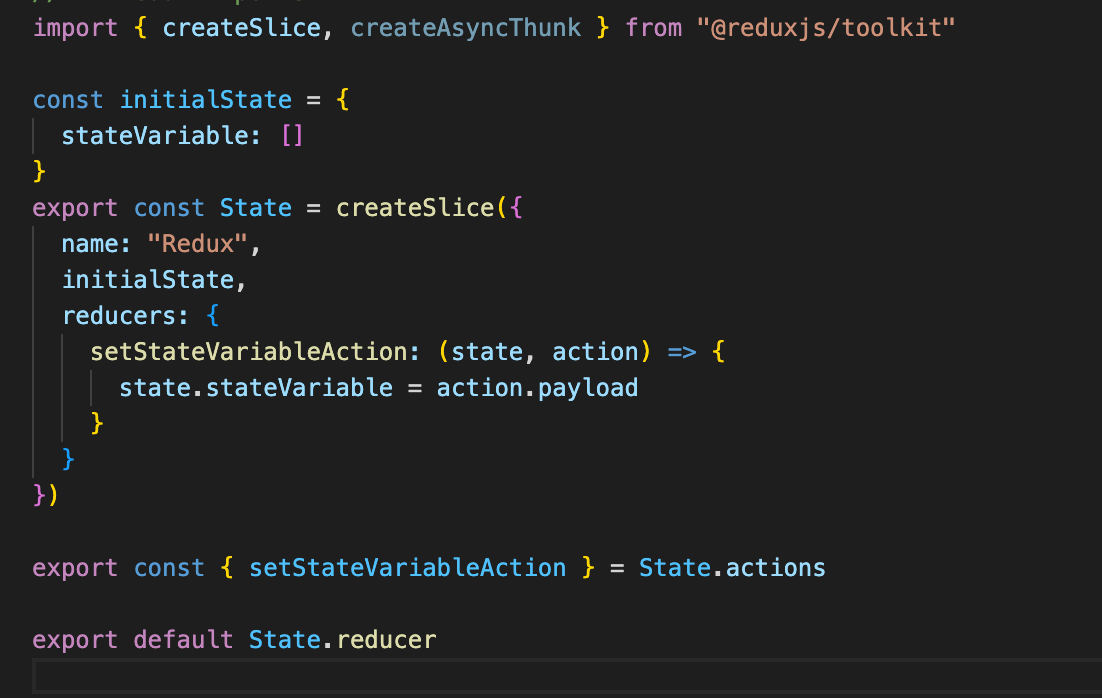 import { createSlice, createAsyncThunk } from "@reduxjs/toolkit"
const initialState = {
  stateVariable: []
}
export const State = createSlice({
  name: "Redux",
  initialState,
  reducers: {
    setStateVariableAction: (state, action) => {
      state.stateVariable = action.payload
    }
  }
})
export const { setStateVariableAction } = State.actions
export default State.reducer